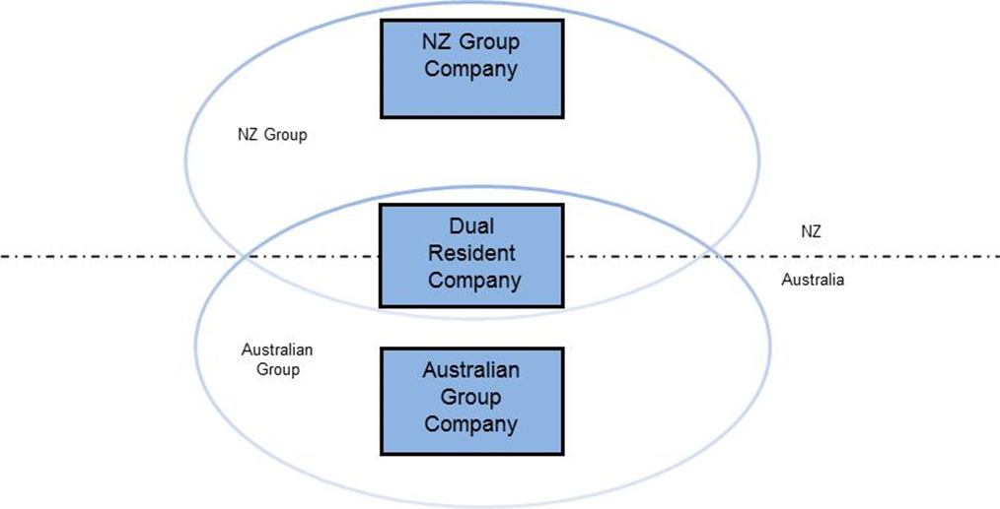 NZ Group
Company
NZ Group
Dual
Resident
Company
NZ
Australia
Australian
Group
Australian
Group
Company